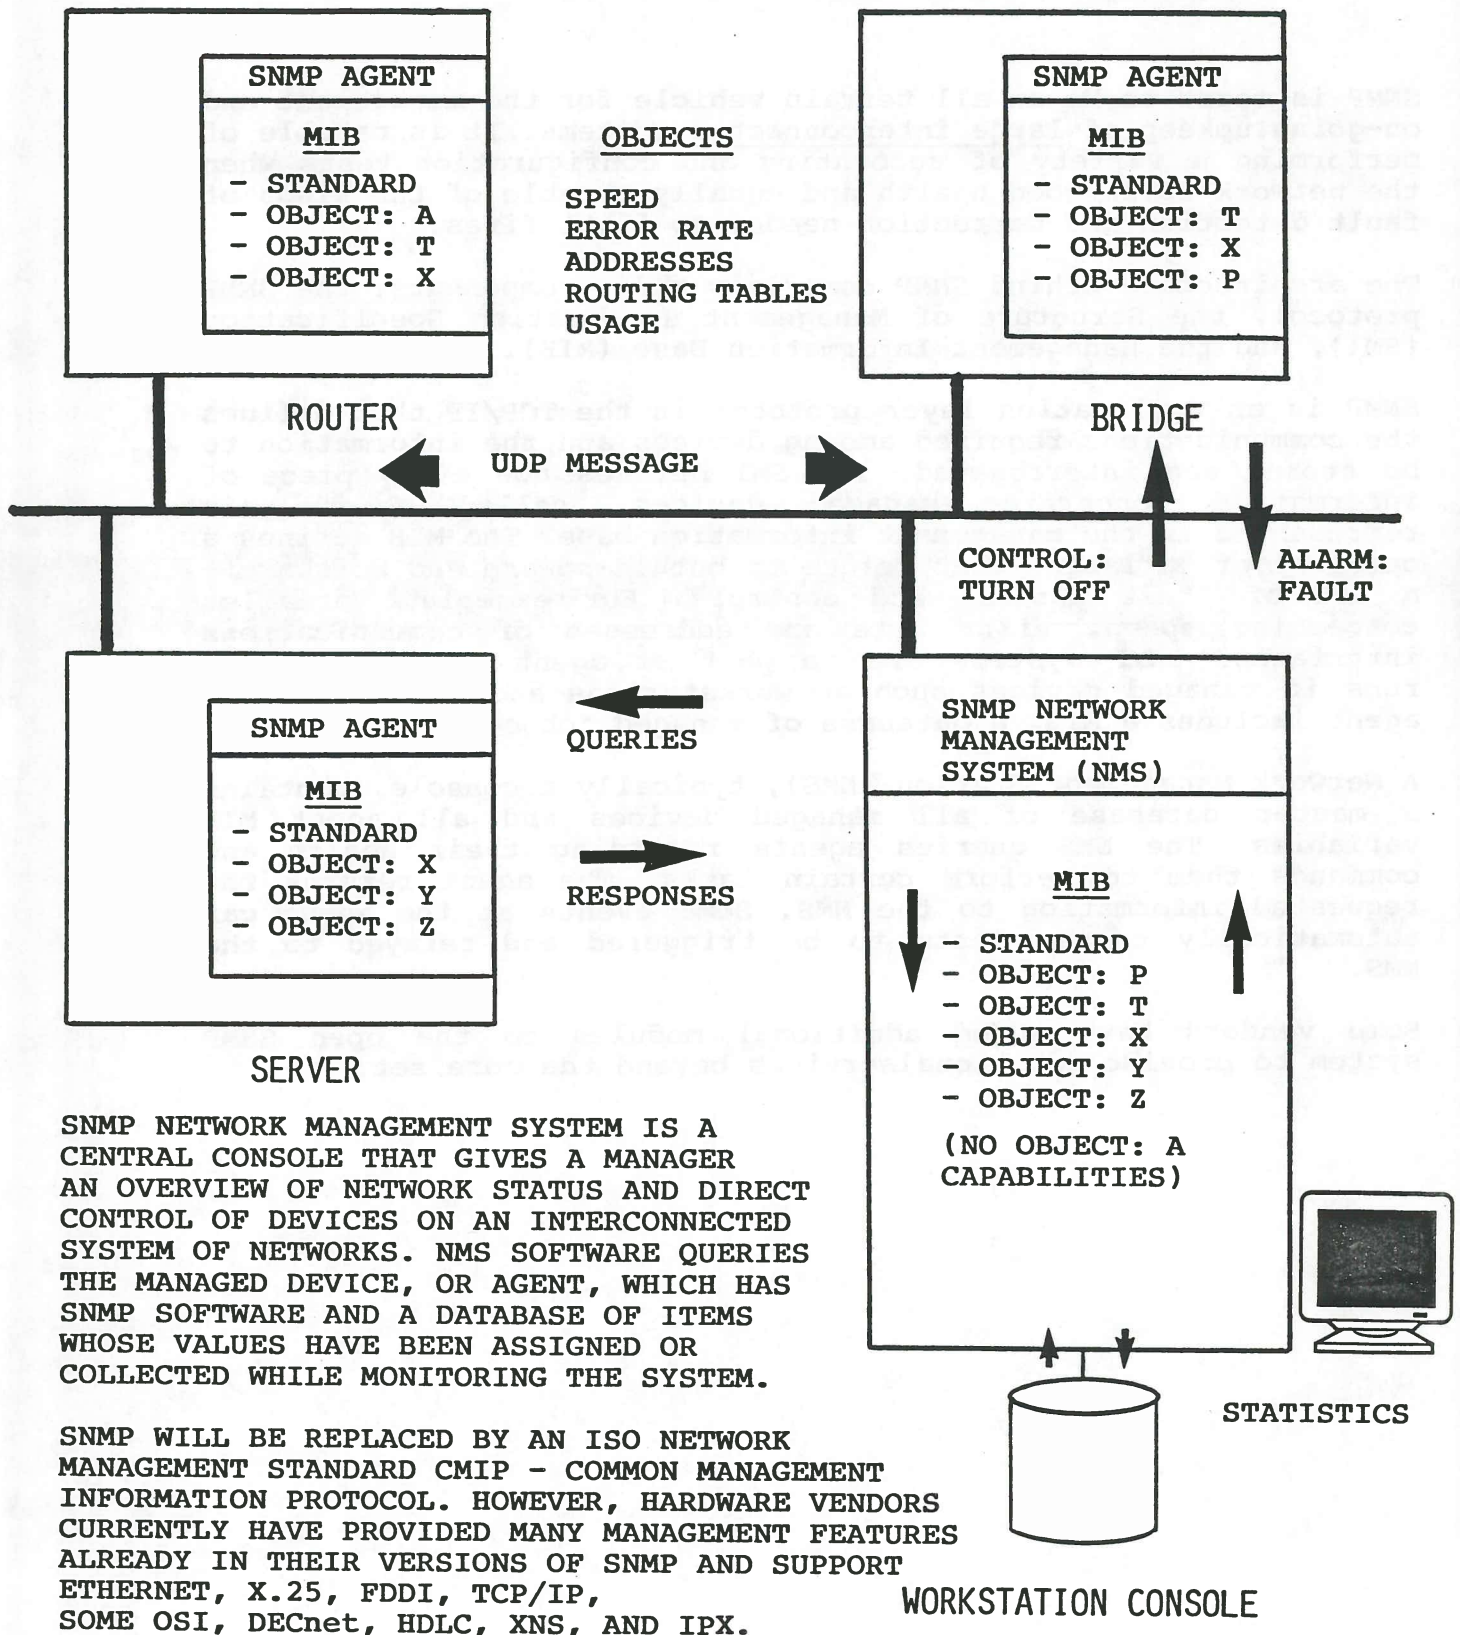 SNMP AGENT
MIB
- STANDARD
- OBJECT: A
- OBJECT: T
- OBJECT: X
OBJECTS
SPEED
ERROR RATE
ADDRESSES
ROUTING TABLES
USAGE
SNMP AGENT
MIB
- STANDARD
- OBJECT: T
- OBJECT: X
- OBJECT: P
ROUTER
BRIDGE
UDP MESSAGE
CONTROL:
TURN OFF
ALARM:
FAULT
SNMP AGENT
MIB
- STANDARD
- OBJECT: X
- OBJECT: Y
- OBJECT: Z
SERVER
QUERIES
RESPONSES
SNMP NETWORK
MANAGEMENT
SYSTEM (NMS)
MIB
- STANDARD
- OBJECT: P
- OBJECT: T
- OBJECT: X
- OBJECT: Y
- OBJECT: Z
(NO OBJECT: A
CAPABILITIES)
STATISTICS
WORKSTATION CONSOLE
SNMP NETWORK MANAGEMENT SYSTEM IS A
CENTRAL CONSOLE THAT GIVES A MANAGER
AN OVERVIEW OF NETWORK STATUS AND DIRECT
CONTROL OF DEVICES ON AN INTERCONNECTED
SYSTEM OF NETWORKS. NMS SOFTWARE QUERIES
THE MANAGED DEVICE, OR AGENT, WHICH HAS
SNMP SOFTWARE AND A DATABASE OF ITEMS
WHOSE VALUES HAVE BEEN ASSIGNED OR
COLLECTED WHILE MONITORING THE SYSTEM.
SNMP WILL BE REPLACED BY AN ISO NETWORK
MANAGEMENT STANDARD CMIP - COMMON MANAGEMENT
INFORMATION PROTOCOL. HOWEVER, HARDWARE VENDORS
CURRENTLY HAVE PROVIDED MANY MANAGEMENT FEATURES
ALREADY IN THEIR VERSIONS OF SNMP AND SUPPORT
ETHERNET, X.25, FDDI, TCP/IP,
SOME OSI, DECnet, HDLC, XNS, AND IPX.